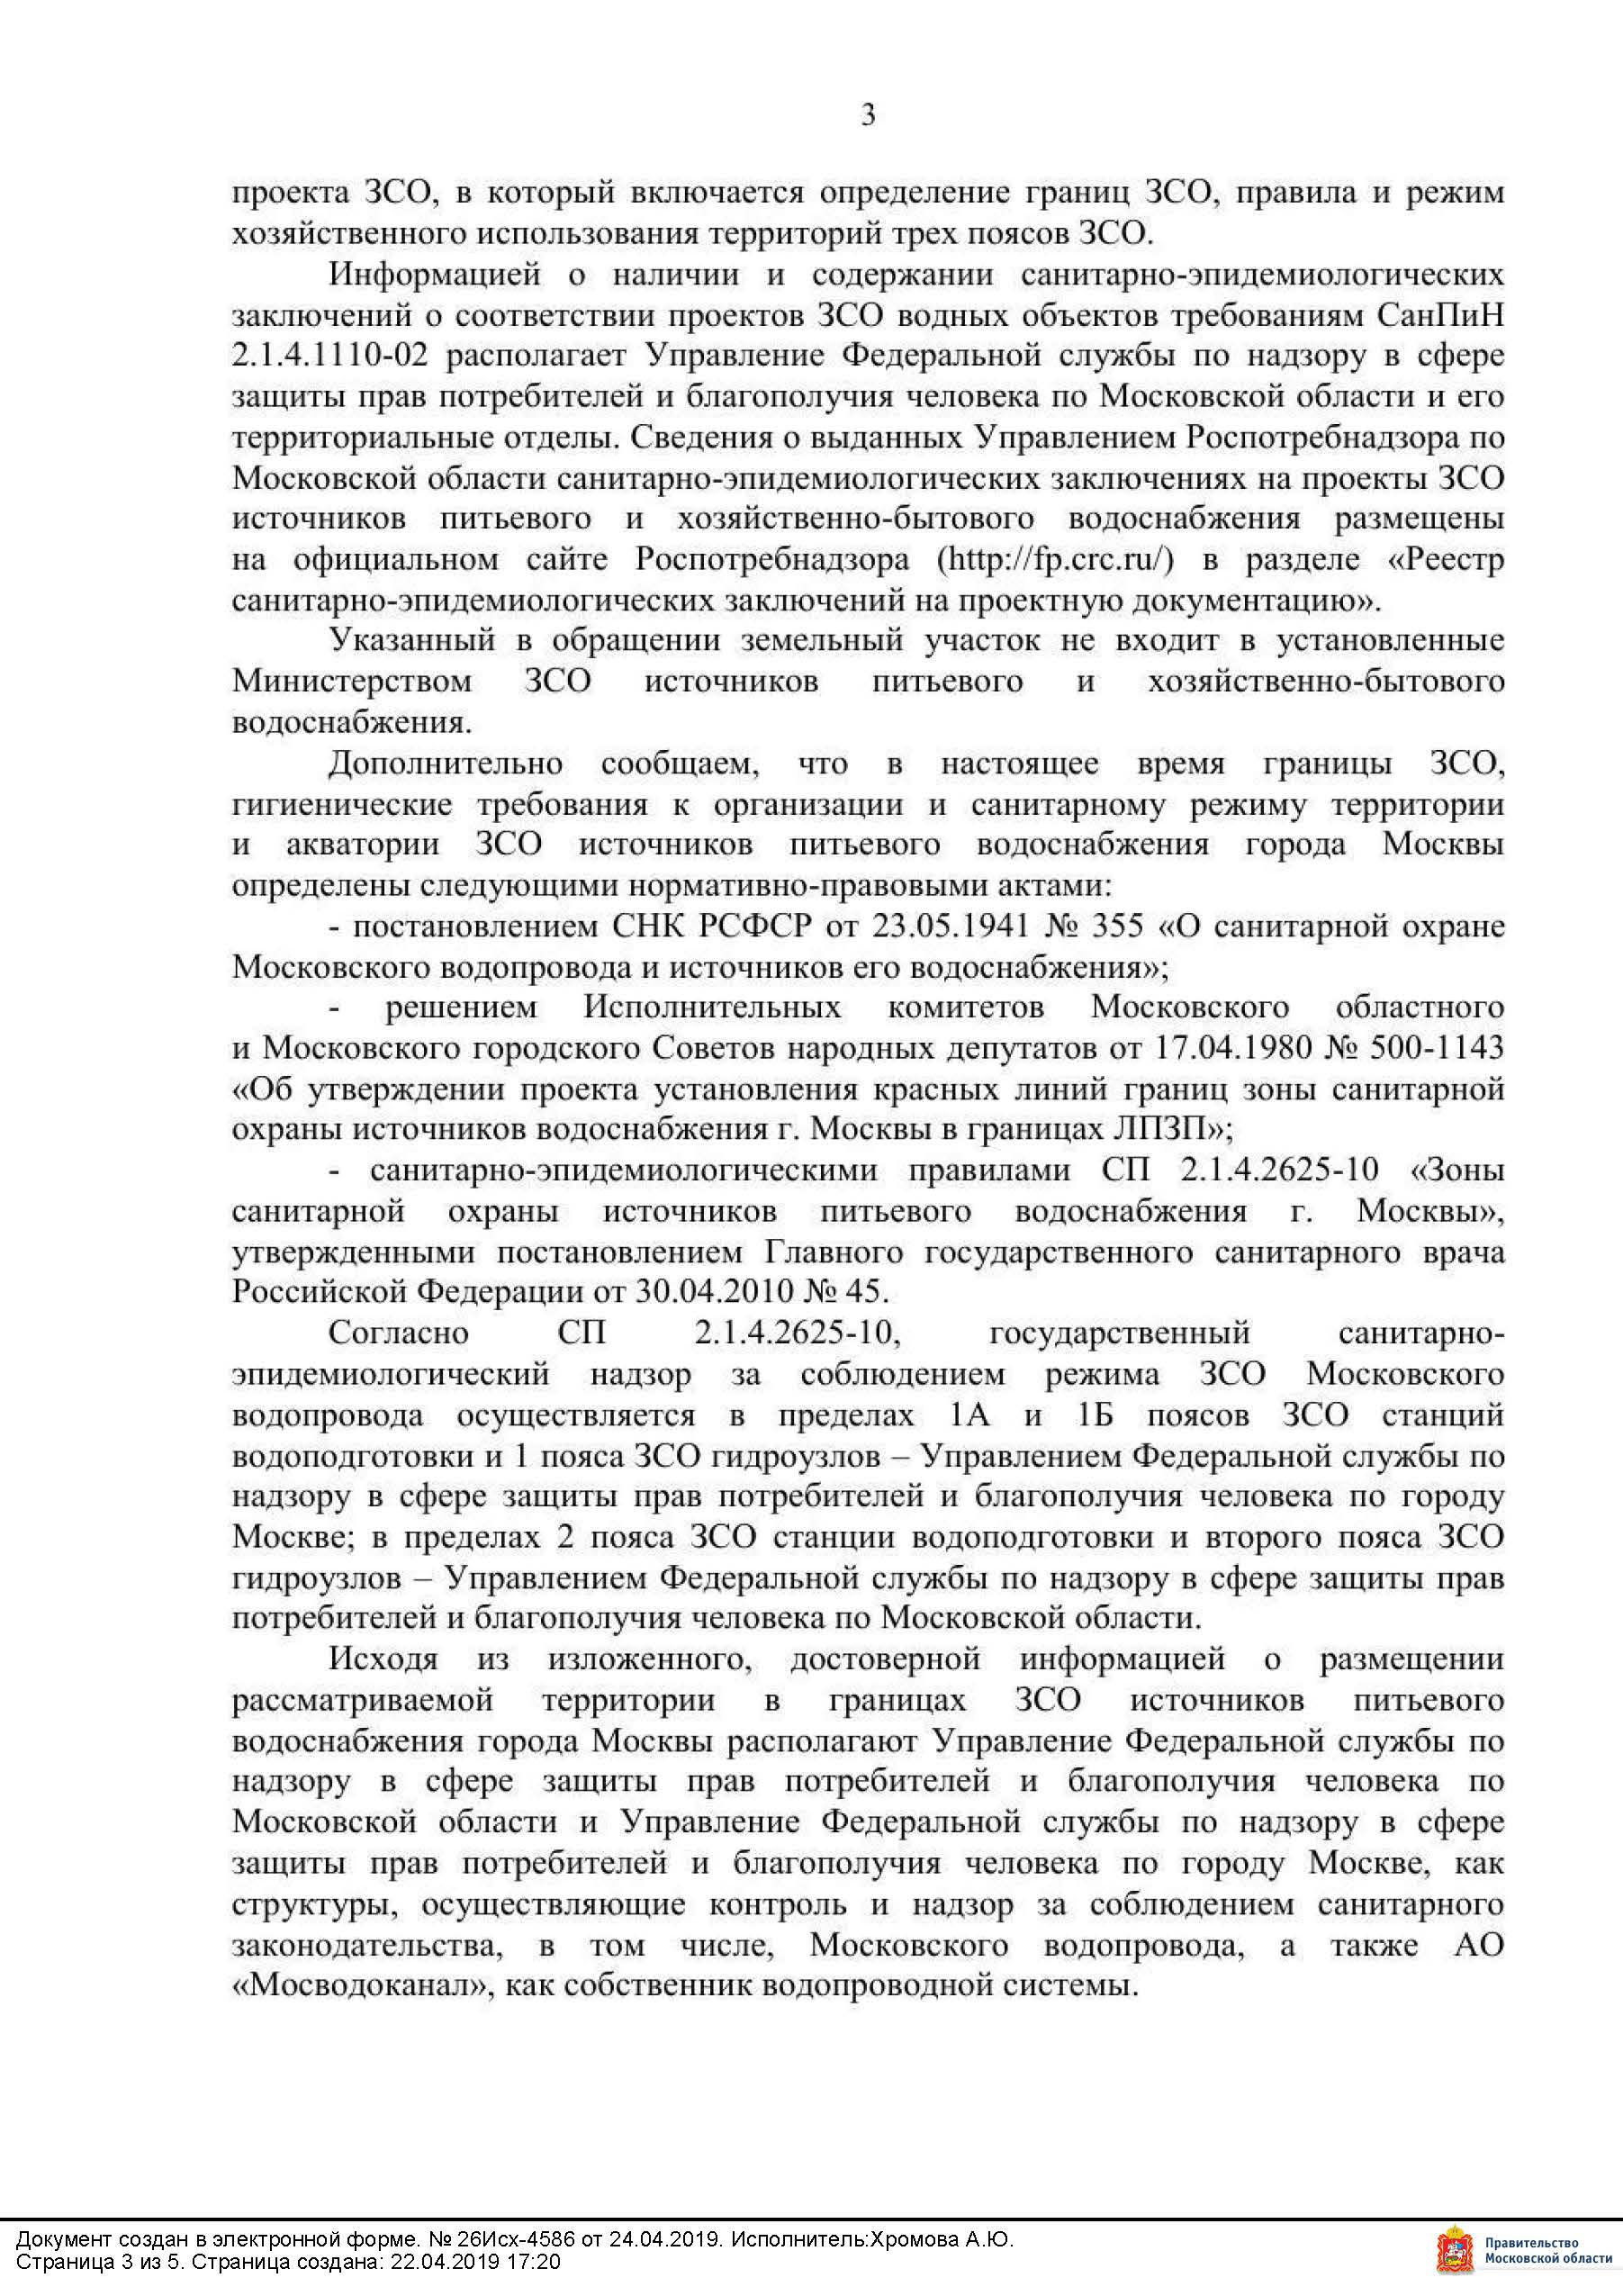 3
проекта ЗСО, в который включается определение границ ЗСО, правила и режим
хозяйственного использования территорий трех поясов ЗСО.
Информацией о наличии и содержании санитарно-эпидемиологических
заключений о соответствии проектов ЗСО водных объектов требованиям СанПиН
2.1.4.1110-02 располагает Управление Федеральной службы по надзору в сфере
защиты прав потребителей и благополучия человека по Московской области и его
территориальные отделы. Сведения о выданных Управлением Роспотребнадзора по
Московской области санитарно-эпидемиологических заключениях на проекты ЗСО
источников питьевого и хозяйственно-бытового водоснабжения размещены
на официальном сайте Роспотребнадзора (http://fp.crc.ru/) в разделе «Реестр
санитарно-эпидемиологических заключений на проектную документацию».
Указанный в обращении земельный участок не входит в установленные
Министерством ЗСО источников питьевого и хозяйственно-бытового
водоснабжения.
Дополнительно сообщаем, что в настоящее время границы ЗСО,
гигиенические требования к организации и санитарному режиму территории
и акватории ЗСО источников питьевого водоснабжения города Москвы
определены следующими нормативно-правовыми актами:
- постановлением СНК РСФСР от 23.05.1941 № 355 «О санитарной охране
Московского водопровода и источников его водоснабжения»;
- решением Исполнительных комитетов Московского областного
и Московского городского Советов народных депутатов от 17.04.1980 № 500-1143
«Об утверждении проекта установления красных линий границ зоны санитарной
охраны источников водоснабжения г. Москвы в границах ЛПЗП»;
- санитарно-эпидемиологическими правилами СП 2.1.4.2625-10 «Зоны
санитарной охраны источников питьевого водоснабжения г. Москвы»,
утвержденными постановлением Главного государственного санитарного врача
Российской Федерации от 30.04.2010 № 45.
Согласно СП 2.1.4.2625-10, государственный санитарно-
эпидемиологический надзор за соблюдением режима ЗСО Московского
водопровода осуществляется в пределах 1А и 1Б поясов ЗСО станций
водоподготовки и 1 пояса ЗСО гидроузлов – Управлением Федеральной службы по
надзору в сфере защиты прав потребителей и благополучия человека по городу
Москве; в пределах 2 пояса ЗСО станции водоподготовки и второго пояса ЗСО
гидроузлов – Управлением Федеральной службы по надзору в сфере защиты прав
потребителей и благополучия человека по Московской области.
Исходя из изложенного, достоверной информацией о размещении
рассматриваемой территории в границах ЗСО источников питьевого
водоснабжения города Москвы располагают Управление Федеральной службы по
надзору в сфере защиты прав потребителей и благополучия человека по
Московской области и Управление Федеральной службы по надзору в сфере
защиты прав потребителей и благополучия человека по городу Москве, как
структуры, осуществляющие контроль и надзор за соблюдением санитарного
законодательства, в том числе, Московского водопровода, а также АО
«Мосводоканал», как собственник водопроводной системы.
Документ создан в электронной форме. № 26Исх-4586 от 24.04.2019. Исполнитель:Хромова А.Ю.
Страница 3 из 5. Страница создана: 22.04.2019 17:20
Правительство
Московской области